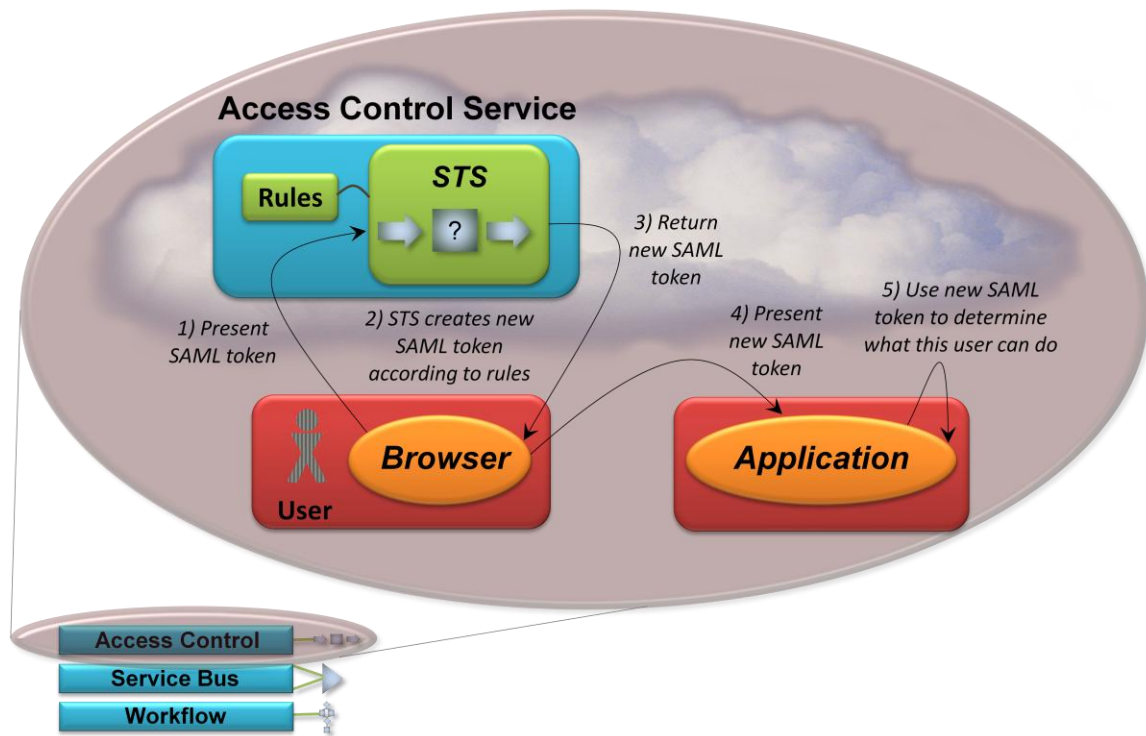 Access Control Service
STS
Rules
?
3) Return
new SAML
token
1) Present
SAML token
2) STS creates new
SAML token
according to rules
4) Present
new SAML
token
5) Use new SAML
token to determine
what this user can do
Browser
User
Application
Access Control
Service Bus
Workflow